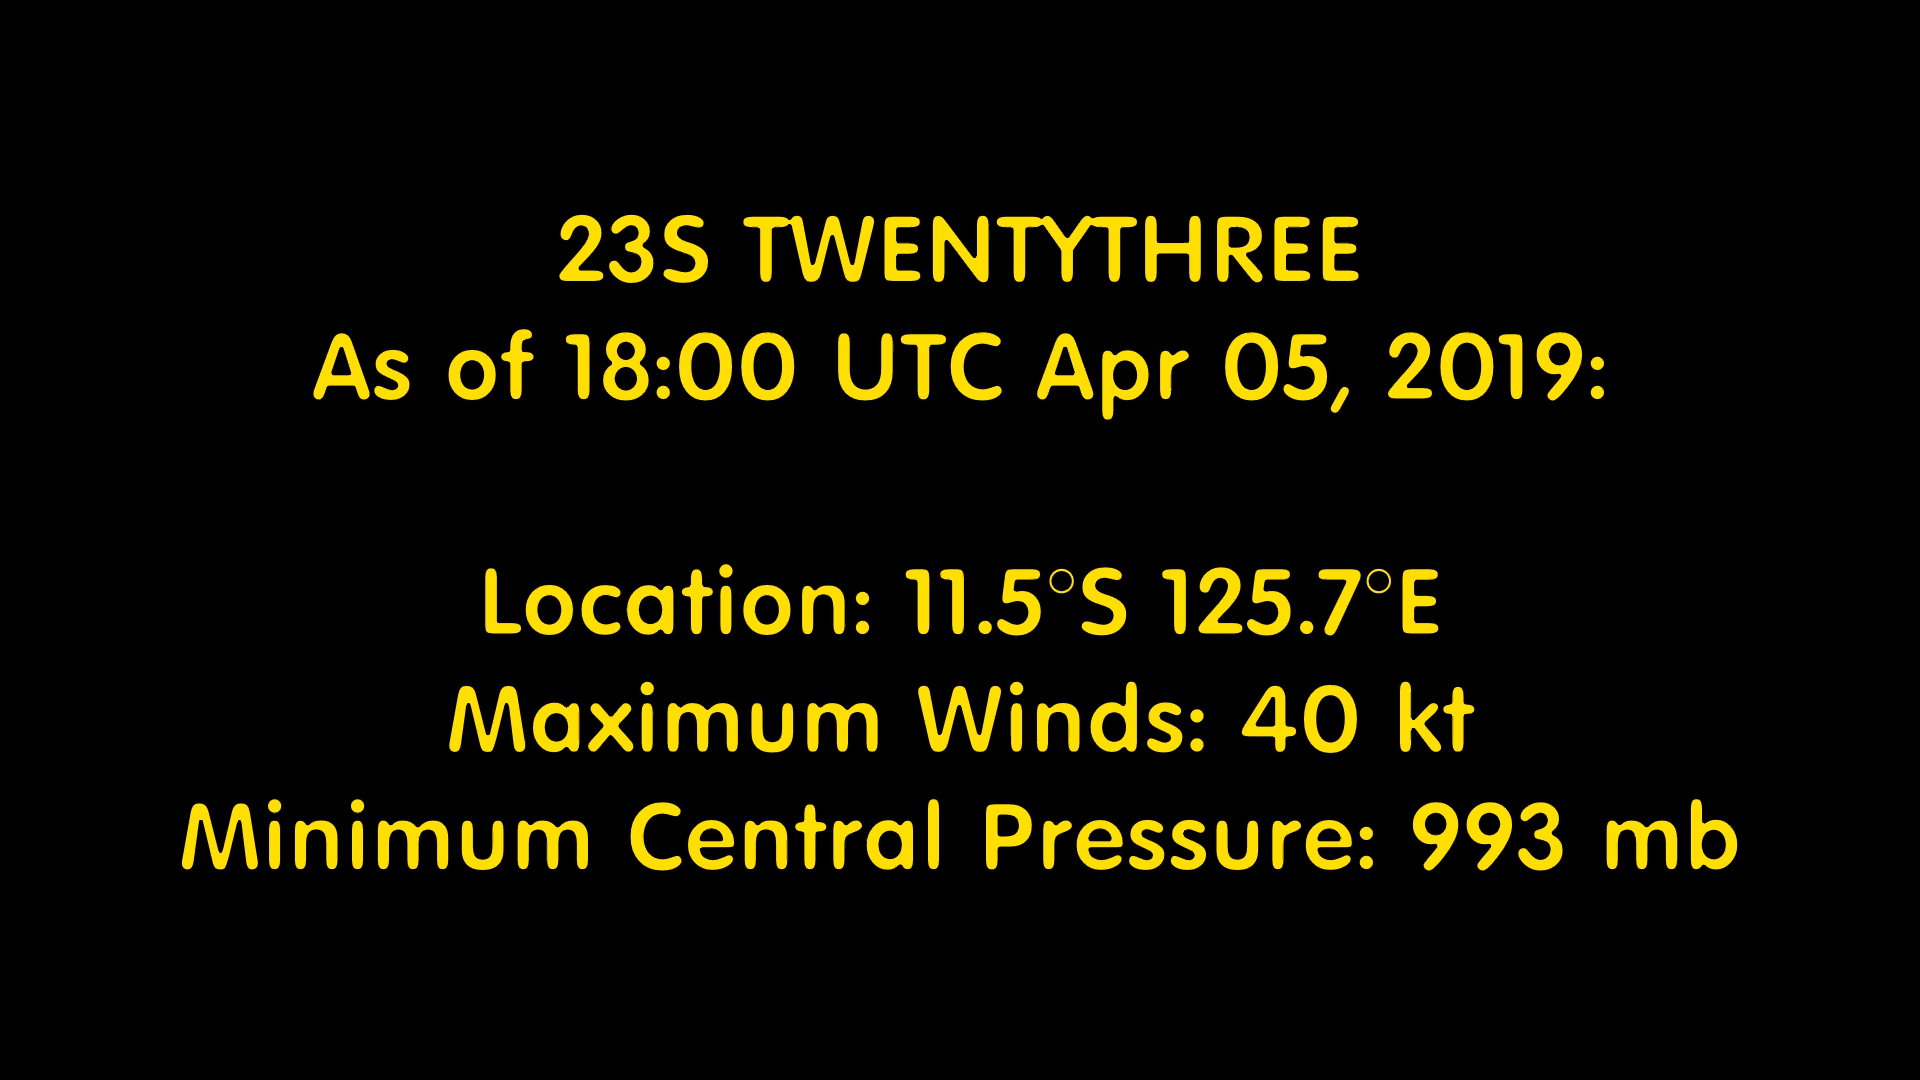 23S TWENTYTHREE
As of 18:00 UTC Apr 05, 2019:
Location: 11.5°S 125.7°E
Maximum Winds: 40 kt
Minimum Central Pressure: 993 mb